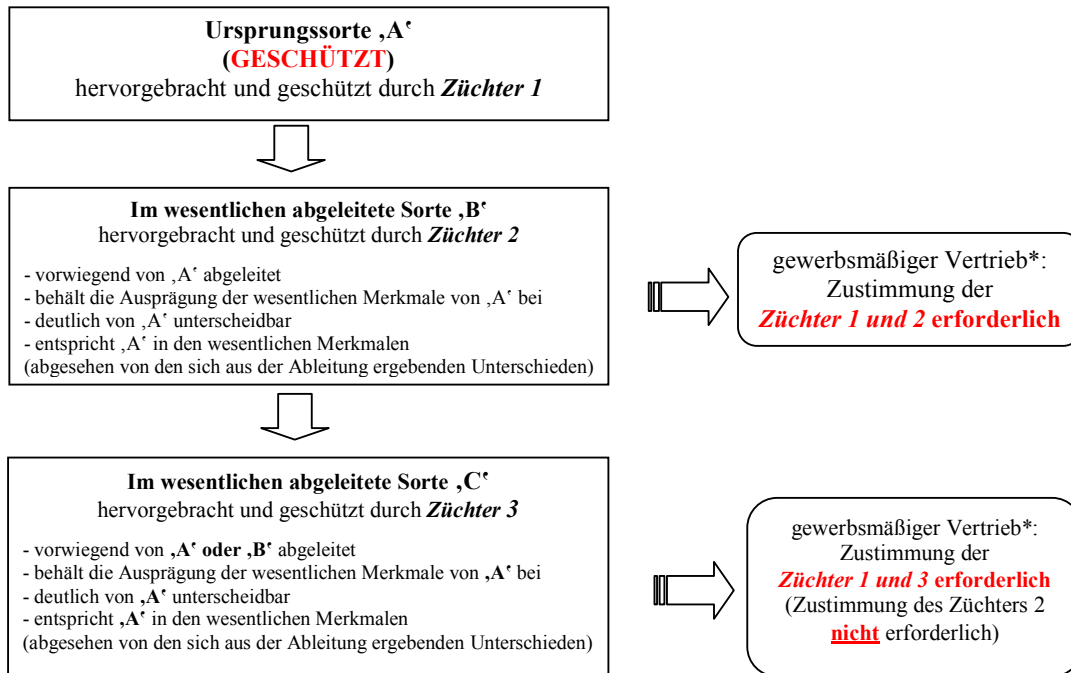 Ursprungssorte ‚A‛
(GESCHÜTZT)
hervorgebracht und geschützt durch Züchter 1
Im wesentlichen abgeleitete Sorte ‚B‛
hervorgebracht und geschützt durch Züchter 2
- vorwiegend von ‚A‛ abgeleitet
- behält die Ausprägung der wesentlichen Merkmale von ‚A‛ bei
- deutlich von ‚A‛ unterscheidbar
- entspricht ‚A‛ in den wesentlichen Merkmalen
(abgesehen von den sich aus der Ableitung ergebenden Unterschieden)
gewerbsmäßiger Vertrieb*:
Zustimmung der
Züchter 1 und 2 erforderlich
Im wesentlichen abgeleitete Sorte ‚C‛
hervorgebracht und geschützt durch Züchter 3
- vorwiegend von ‚A‛ oder ‚B‛ abgeleitet
- behält die Ausprägung der wesentlichen Merkmale von ‚A‛ bei
- deutlich von ‚A‛ unterscheidbar
- entspricht ‚A‛ in den wesentlichen Merkmalen
(abgesehen von den sich aus der Ableitung ergebenden Unterschieden)
gewerbsmäßiger Vertrieb*:
Zustimmung der
Züchter 1 und 3 erforderlich
(Zustimmung des Züchters 2
nicht erforderlich)